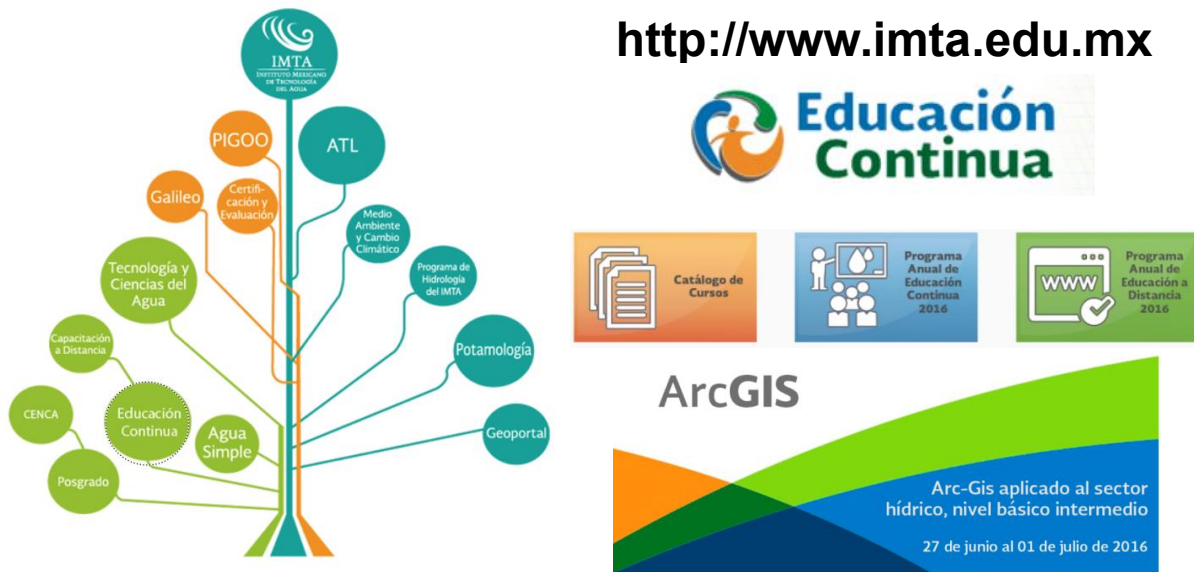 IMTA
INSTITUTO MEXICANO
DE TECNOLOGÍA
DEL AGUA
PIGOO
ATL
Galileo
Certifi-
cación y
Evaluación
Medio
Ambiente
y Cambio
Climático
Tecnología y
Ciencias del
Agua
Programa de
Hidrología
del IMTA
Capacitación
a Distancia
Potamología
CENCA
Educación
Continua
Agua
Simple
Geoportal
Posgrado
http://www.imta.edu.mx
Educación
Continua
Catálogo de
Cursos
Programa
Anual de
Educación
Continua
2016
WWW
Programa
Anual de
Educación a
Distancia
2016
ArcGIS
Arc-Gis aplicado al sector
hídrico, nivel básico intermedio
27 de junio al 01 de julio de 2016